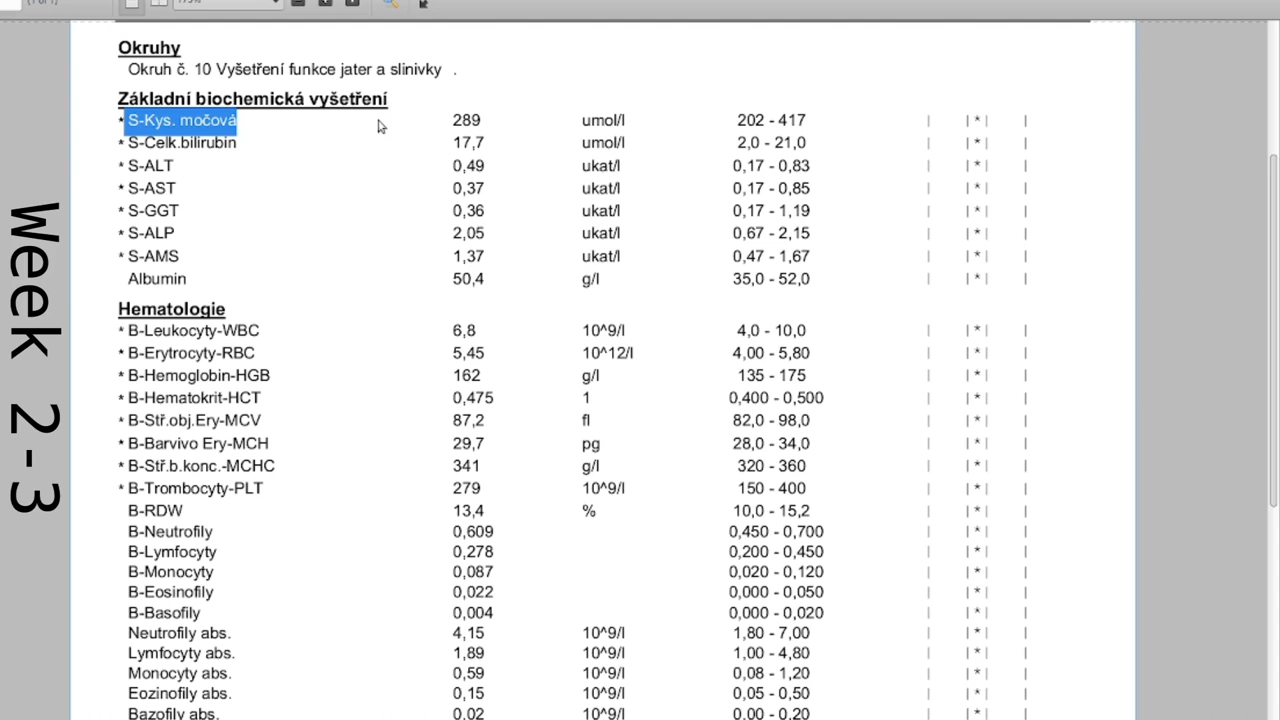 Okruhy
Okruh č. 10 Vyšetření funkce jater a slinivky .
Základní biochemická vyšetření
* S-Kys. močová 289 umol/l 202 - 417 | | * | |
* S-Celk.bilirubin 17,7 umol/l 2,0 - 21,0 | | * | |
* S-ALT 0,49 ukat/l 0,17 - 0,83 | | * | |
* S-AST 0,37 ukat/l 0,17 - 0,85 | | * | |
* S-GGT 0,36 ukat/l 0,17 - 1,19 | | * | |
* S-ALP 2,05 ukat/l 0,67 - 2,15 | | * | |
* S-AMS 1,37 ukat/l 0,47 - 1,67 | | * | |
Albumin 50,4 g/l 35,0 - 52,0 | | * | |
Hematologie
* B-Leukocyty-WBC 6,8 10^9/l 4,0 - 10,0 | | * | |
* B-Erytrocyty-RBC 5,45 10^12/l 4,00 - 5,80 | | * | |
* B-Hemoglobin-HGB 162 g/l 135 - 175 | | * | |
* B-Hematokrit-HCT 0,475 1 0,400 - 0,500 | | * | |
* B-Stř.obj.Ery-MCV 87,2 fl 82,0 - 98,0 | | * | |
* B-Barvivo Ery-MCH 29,7 pg 28,0 - 34,0 | | * | |
* B-Stř.b.konc.-MCHC 341 g/l 320 - 360 | | * | |
* B-Trombocyty-PLT 279 10^9/l 150 - 400 | | * | |
B-RDW 13,4 % 10,0 - 15,2 | | * | |
B-Neutrofily 0,609 0,450 - 0,700 | | * | |
B-Lymfocyty 0,278 0,200 - 0,450 | | * | |
B-Monocyty 0,087 0,020 - 0,120 | | * | |
B-Eosinofily 0,022 0,000 - 0,050 | | * | |
B-Basofily 0,004 0,000 - 0,020 | | * | |
Neutrofily abs. 4,15 10^9/l 1,80 - 7,00 | | * | |
Lymfocyty abs. 1,89 10^9/l 1,00 - 4,80 | | * | |
Monocyty abs. 0,59 10^9/l 0,08 - 1,20 | | * | |
Eozinofily abs. 0,15 10^9/l 0,05 - 0,50 | | * | |
Bazofily abs. 0,02 10^9/l 0,00 - 0,20 | | * | |
Week 2-3